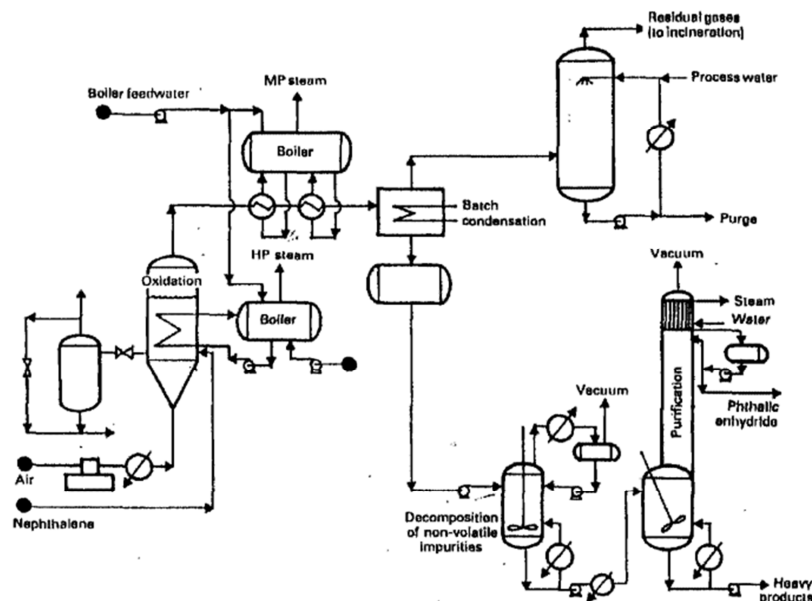 Residual gases
(to incineration)
MP steam
Process water
Boiler feedwater
Boiler
Batch
condensation
Purge
HP steam
Vacuum
Oxidation
Steam
Boiler
Water
Purification
Vacuum
Phthalic
anhydride
Air
Nephthalene
Decomposition
of non-volatile
impurities
Heavy
products